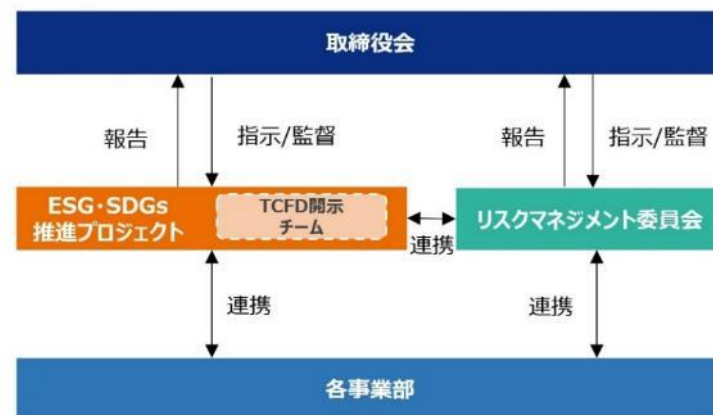 取締役会
報告
指示/監督
報告
指示/監督
ESG・SDGs
推進プロジェクト
TCFD開示
チーム
連携
リスクマネジメント委員会
連携
連携
各事業部